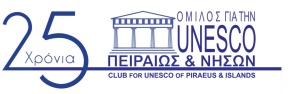 25
Χρόνια
ΟΜΙΛΟΣ ΓΙΑ ΤΗΝ
UNESCO
ΠΕΙΡΑΙΩΣ & ΝΗΣΩΝ
CLUB FOR UNESCO OF PIRAEUS & ISLANDS